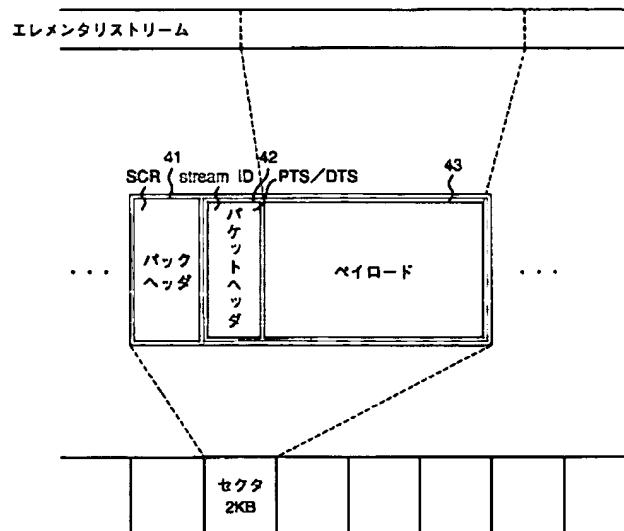 エレメンタリストリーム
41 42 43
SCR stream ID PTS／DTS
パック
ヘッダ
パケットヘッダ
ペイロード
･･･ ･･･
セクタ
2KB